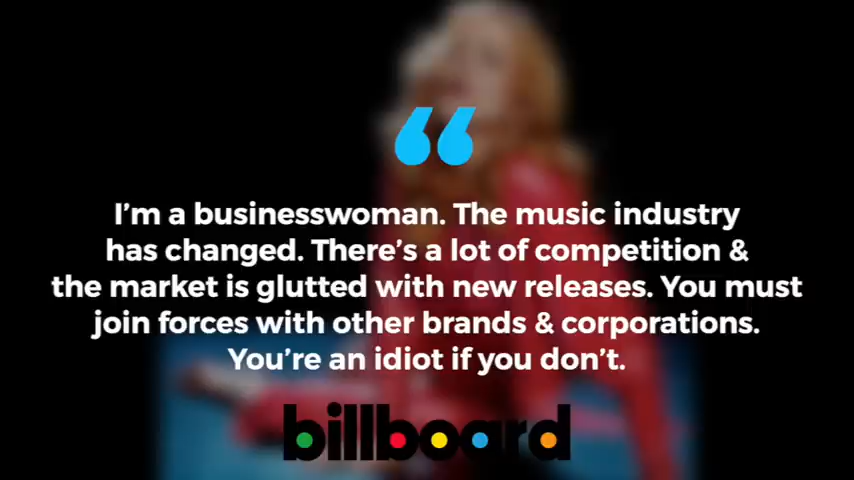 “
I’m a businesswoman. The music industry
has changed. There’s a lot of competition &
the market is glutted with new releases. You must
join forces with other brands & corporations.
You’re an idiot if you don’t.
billboard